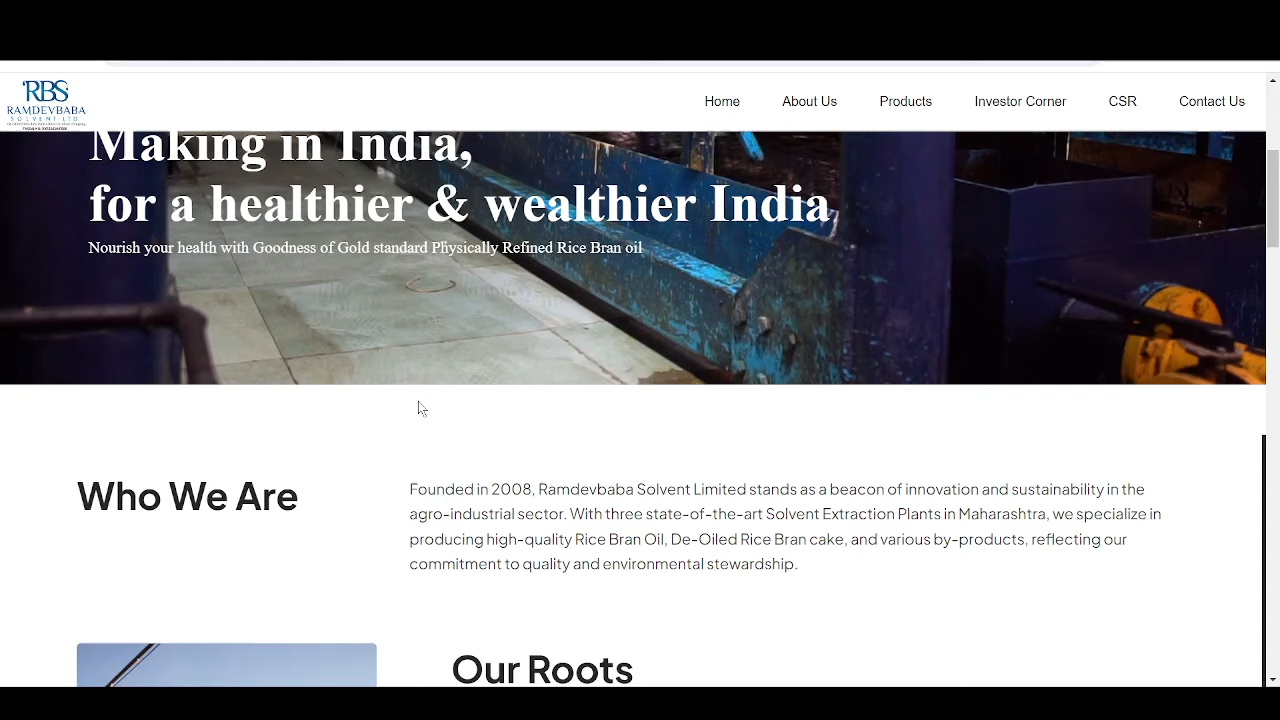 RBS
RAMDEVBABA
SOLVENT LTD.
Home
About Us
Products
Investor Corner
CSR
Contact Us
Making in India,
for a healthier & wealthier India
Nourish your health with Goodness of Gold standard Physically Refined Rice Bran oil
Who We Are
Founded in 2008, Ramdevbaba Solvent Limited stands as a beacon of innovation and sustainability in the
agro-industrial sector. With three state-of-the-art Solvent Extraction Plants in Maharashtra, we specialize in
producing high-quality Rice Bran Oil, De-Oiled Rice Bran cake, and various by-products, reflecting our
commitment to quality and environmental stewardship.
Our Roots